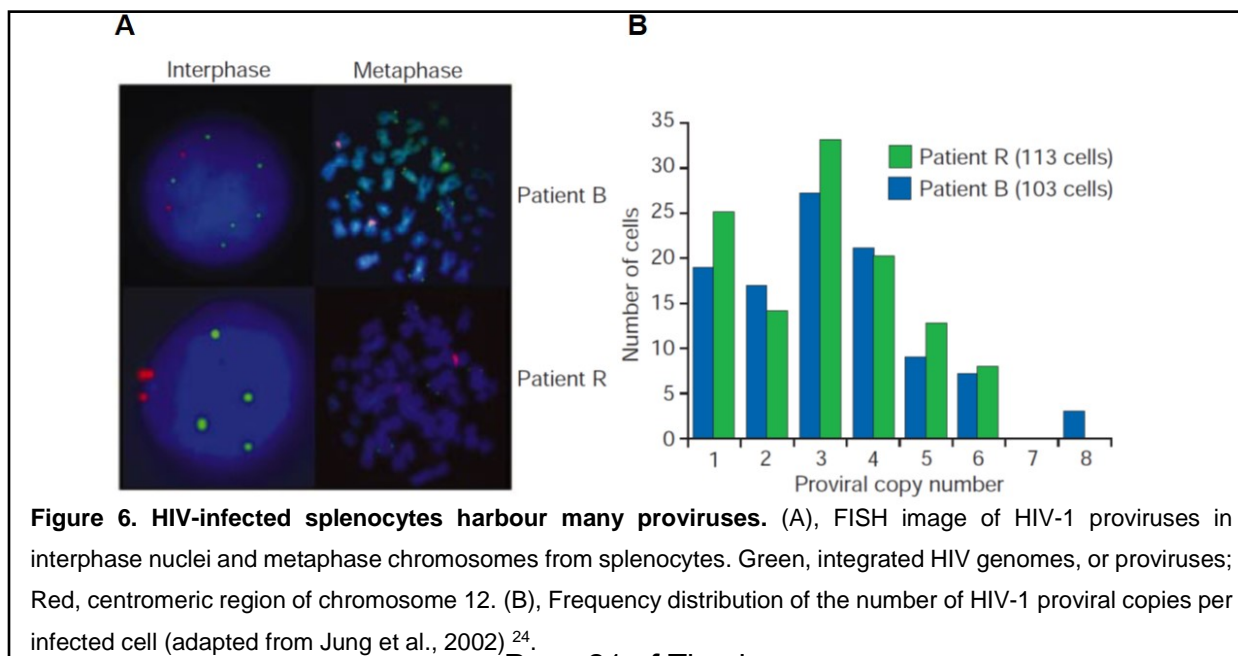 A
B
Interphase Metaphase
Patient B
Patient R
35
30
25
20
15
10
5
0
Number of cells
Patient R (113 cells)
Patient B (103 cells)
1 2 3 4 5 6 7 8
Proviral copy number
Figure 6. HIV-infected splenocytes harbour many proviruses. (A), FISH image of HIV-1 proviruses in
interphase nuclei and metaphase chromosomes from splenocytes. Green, integrated HIV genomes, or proviruses;
Red, centromeric region of chromosome 12. (B), Frequency distribution of the number of HIV-1 proviral copies per
infected cell (adapted from Jung et al., 2002) 24.